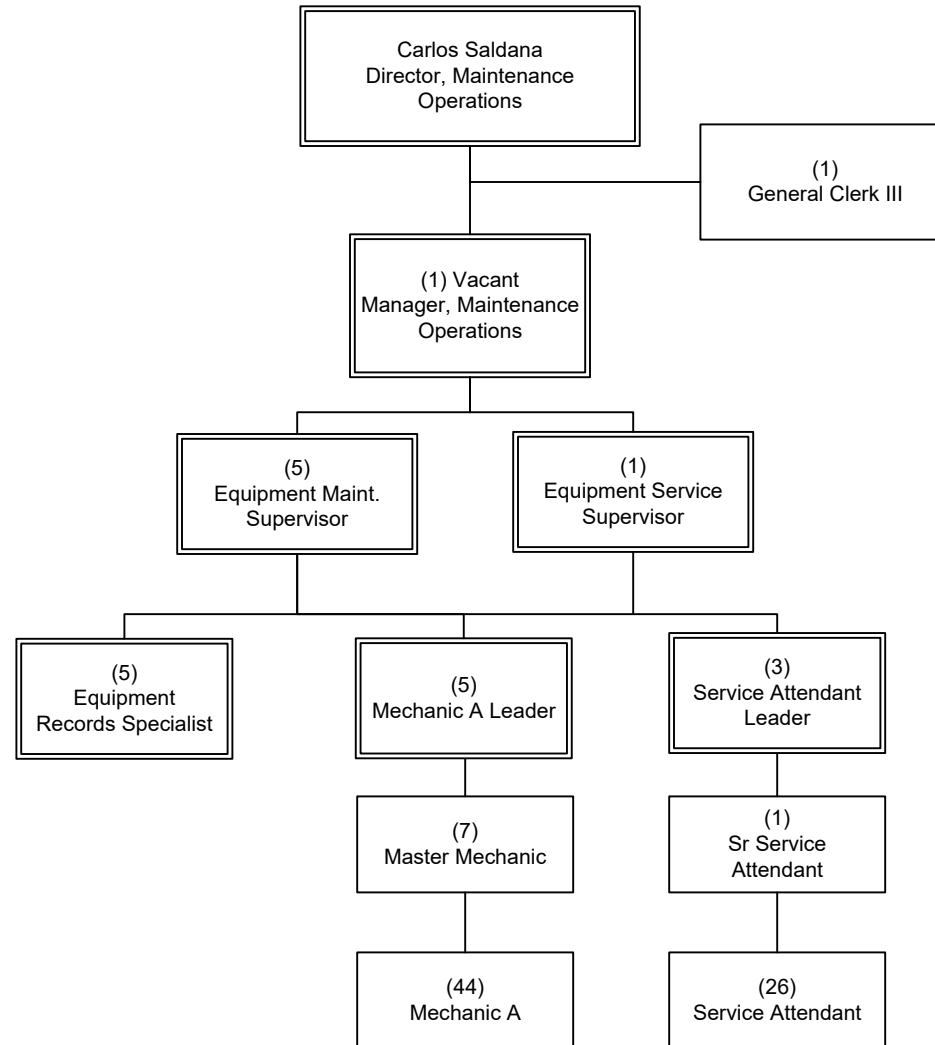 Carlos Saldana
Director, Maintenance
Operations
(1)
General Clerk III
(1) Vacant
Manager, Maintenance
Operations
(5)
Equipment Maint.
Supervisor
(1)
Equipment Service
Supervisor
(5)
Equipment
Records Specialist
(5)
Mechanic A Leader
(3)
Service Attendant
Leader
(7)
Master Mechanic
(1)
Sr Service
Attendant
(44)
Mechanic A
(26)
Service Attendant